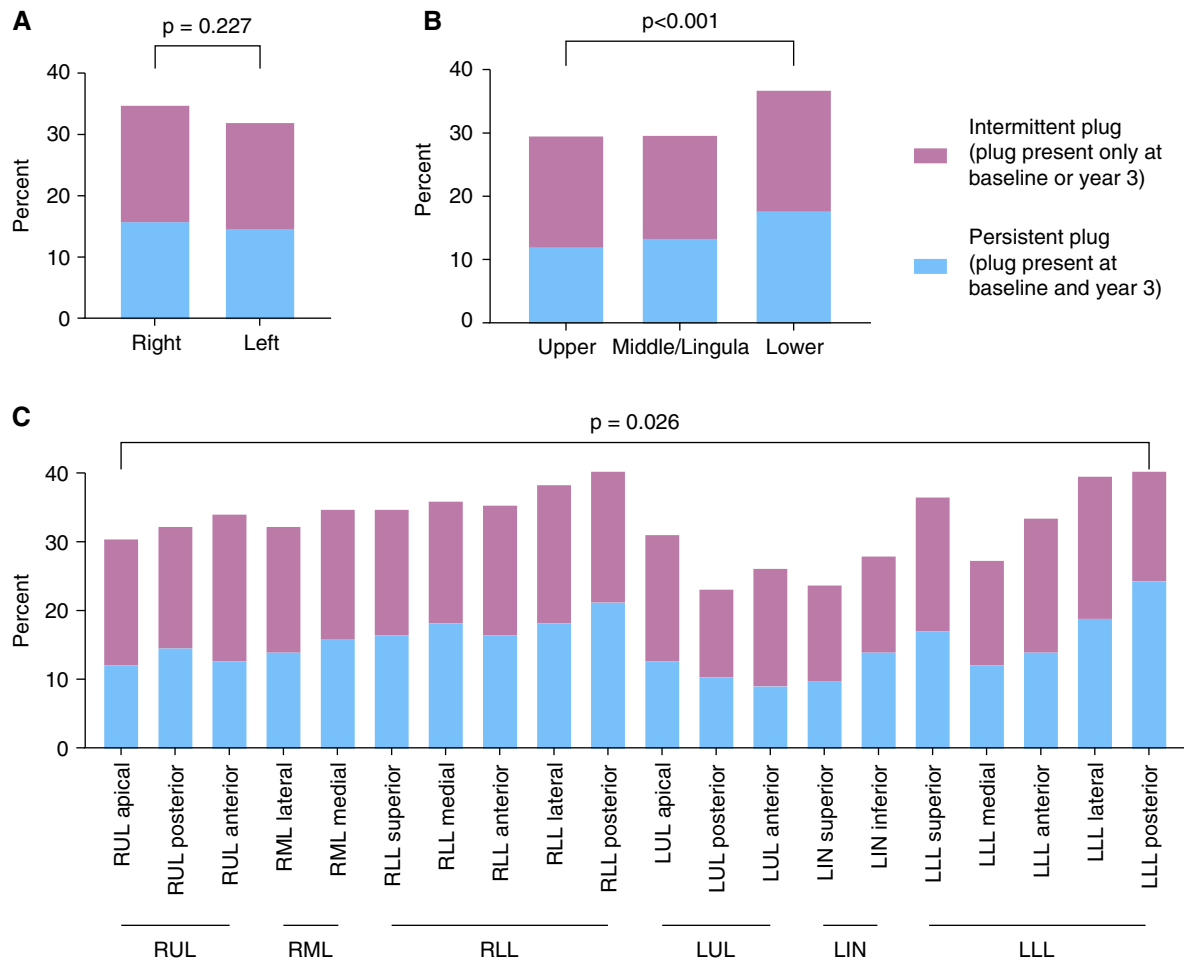 A
p = 0.227
40
30
20
10
0
Percent
Right
Left
B
p<0.001
40
30
20
10
0
Percent
Upper
Middle/Lingula
Lower
Intermittent plug
(plug present only at
baseline or year 3)
Persistent plug
(plug present at
baseline and year 3)
C
p = 0.026
40
30
20
10
0
Percent
RUL apical
RUL posterior
RUL anterior
RML lateral
RML medial
RLL superior
RLL medial
RLL anterior
RLL lateral
RLL posterior
LUL apical
LUL posterior
LUL anterior
LIN superior
LIN inferior
LLL superior
LLL medial
LLL anterior
LLL lateral
LLL posterior
RUL
RML
RLL
LUL
LIN
LLL